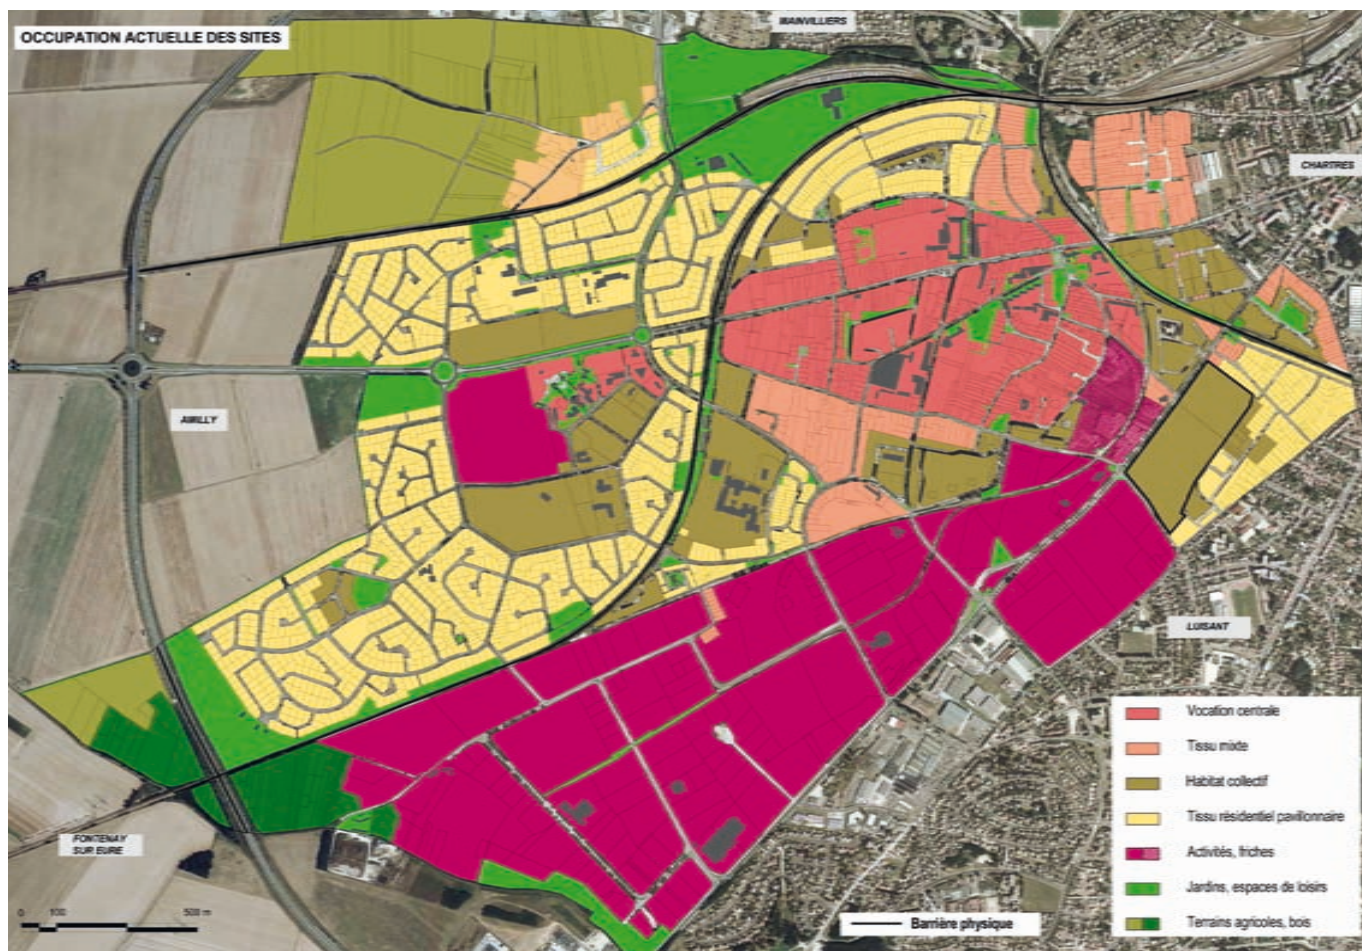 OCCUPATION ACTUELLE DES SITES
MAINVILLIERS
CHARTRES
AMILLY
LUISANT
FONTENAY
SUR EURE
0 100 500 m
Barrière physique
Vocation centrale
Tissu mixte
Habitat collectif
Tissu résidentiel pavillonnaire
Activités, friches
Jardins, espaces de loisirs
Terrains agricoles, bois